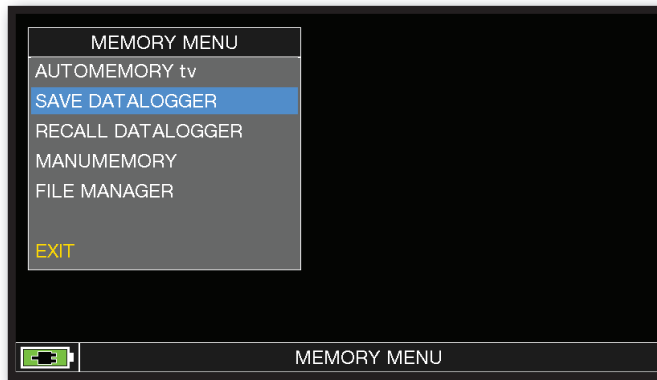 MEMORY MENU
AUTOMEMORY tv
SAVE DATALOGGER
RECALL DATALOGGER
MANUMEMORY
FILE MANAGER
EXIT
MEMORY MENU